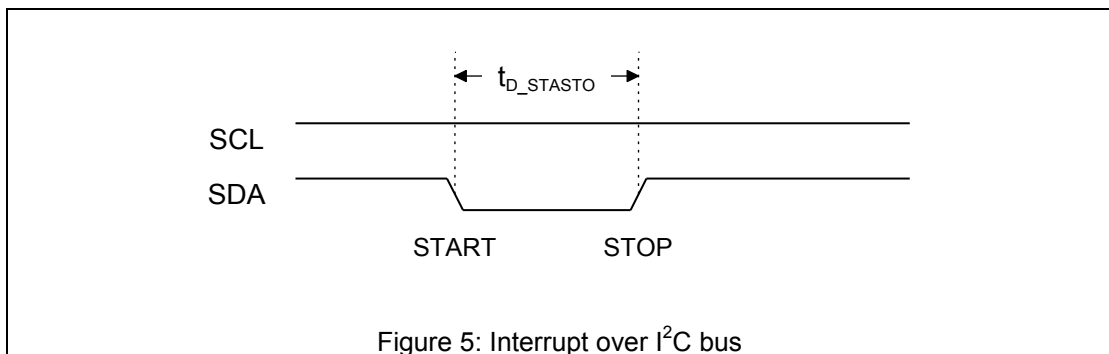 t_D_STASTO
SCL
SDA
START STOP
Figure 5: Interrupt over I²C bus